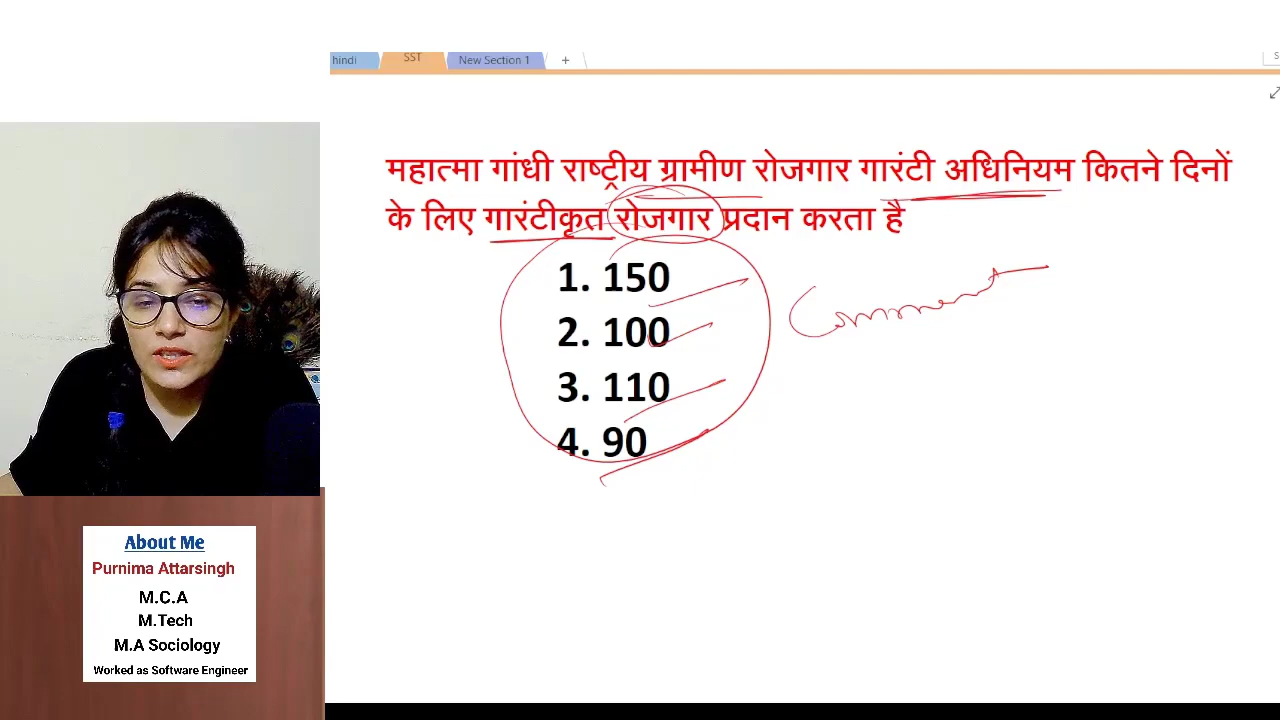 hindi SST New Section 1 +
महात्मा गांधी राष्ट्रीय ग्रामीण रोजगार गारंटी अधिनियम कितने दिनों
के लिए गारंटीकृत रोजगार प्रदान करता है
1. 150
2. 100
3. 110
4. 90
Comment
About Me
Purnima Attarsingh
M.C.A
M.Tech
M.A Sociology
Worked as Software Engineer